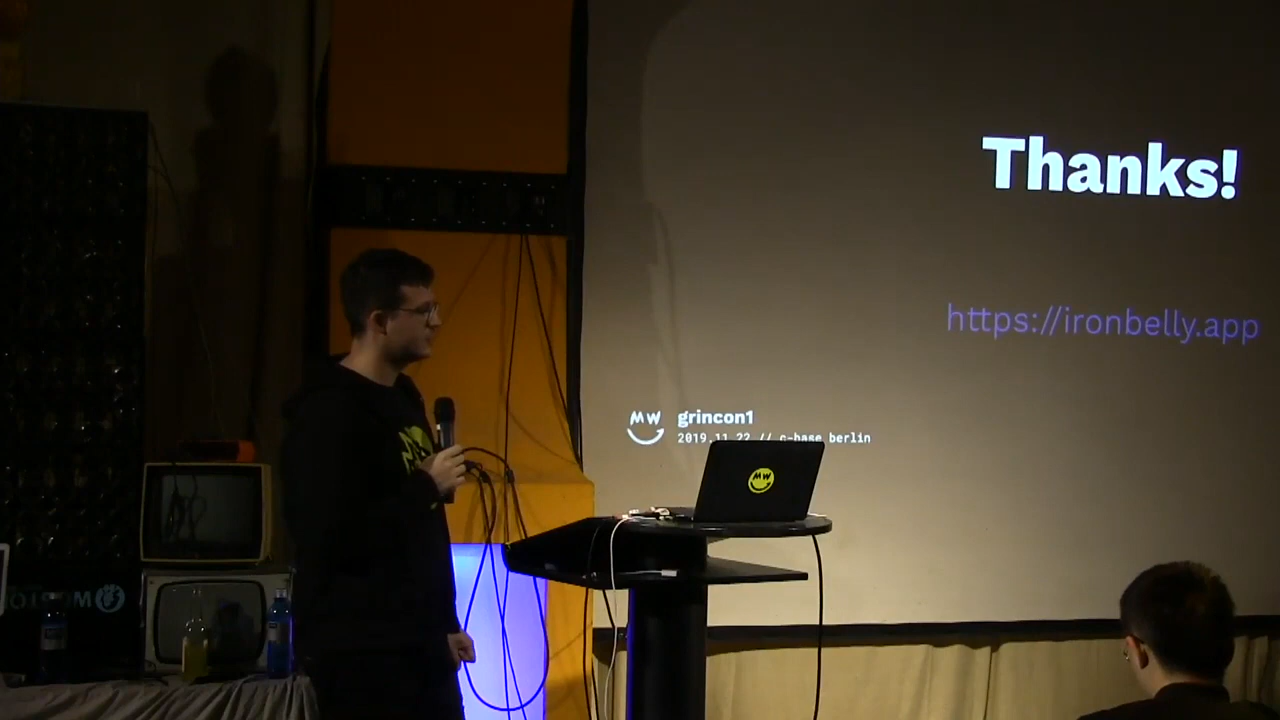 Thanks!
https://ironbelly.app
MW
grincon1
2019.11.22 // c-base berlin
MW